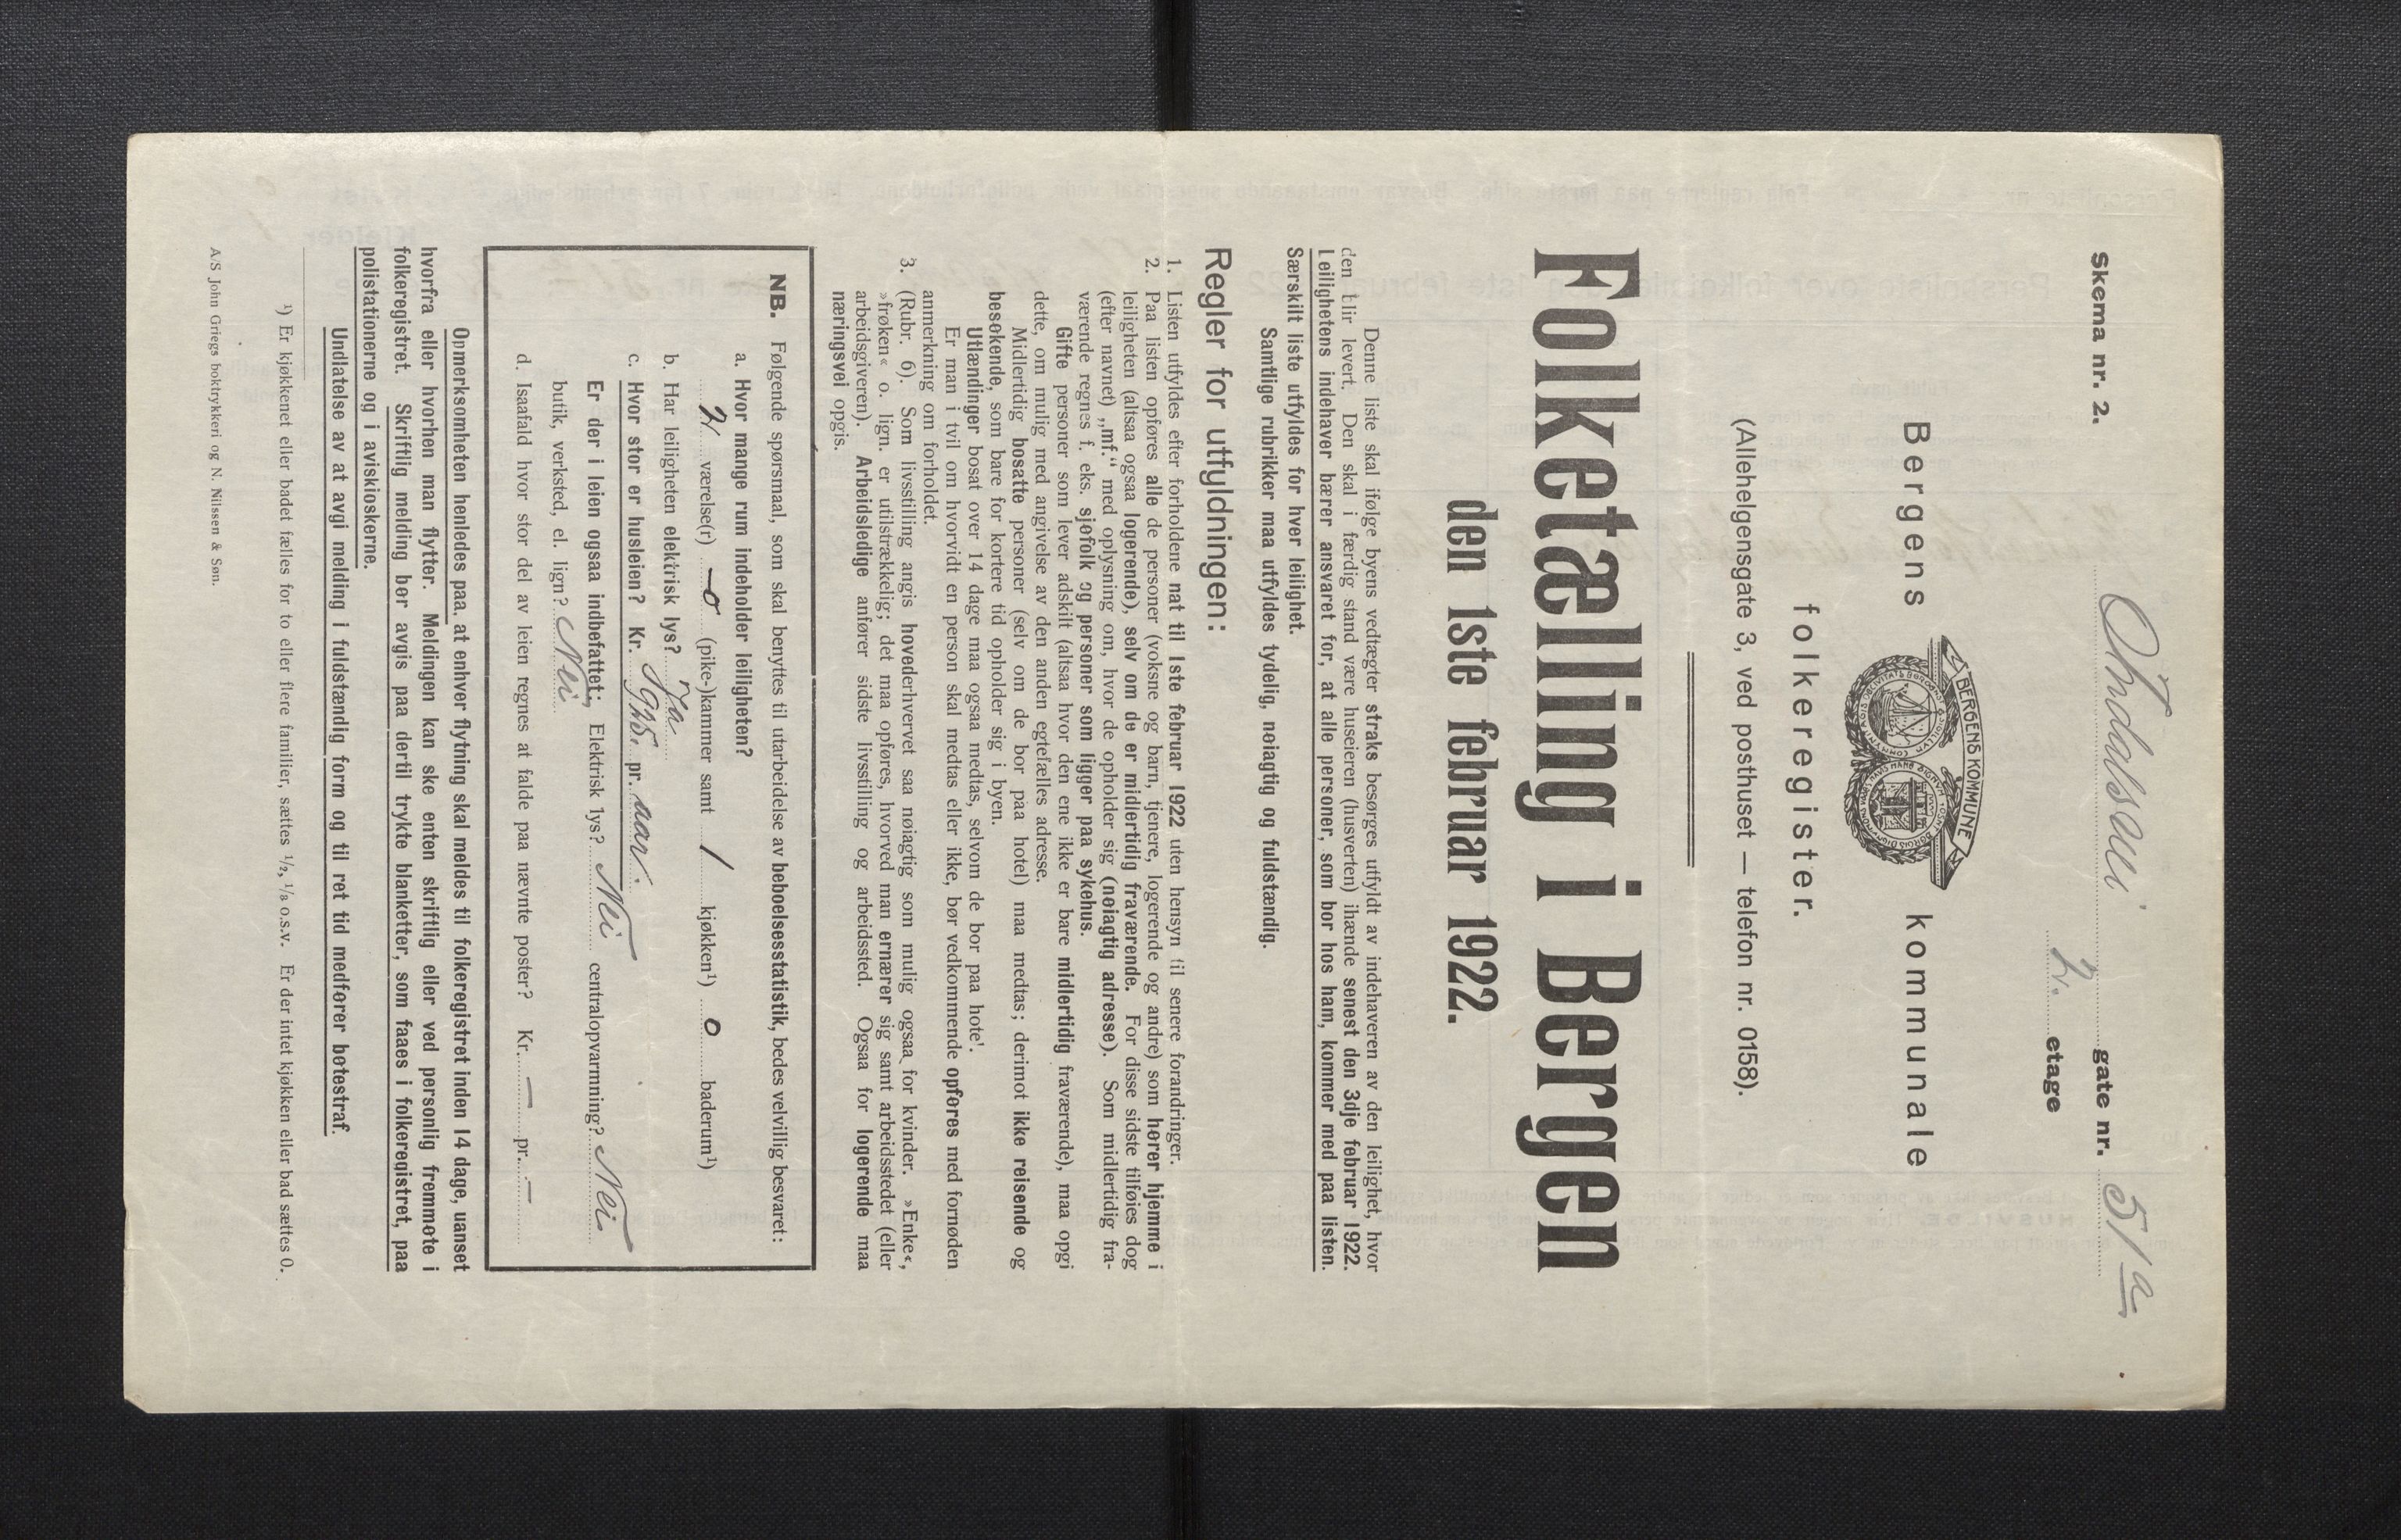 Skema nr. 2.
Årdalsvei gate nr. 51 a
2. etage
Bergens kommunale
BERGENS KOMMUNE
folkeregister.
(Allehelgensgate 3, ved posthuset — telefon nr. 0158).
Folketælling i Bergen
den 1ste februar 1922.
Denne liste skal ifølge byens vedtægter straks besørges utfyldt av indehaveren av den leilighet, hvor
den blir levert. Den skal i færdig stand være huseieren (husverten) ihænde senest den 3dje februar 1922.
Leilighetens indehaver bærer ansvaret for, at alle personer, som bor hos ham, kommer med paa listen.
Særskilt liste utfyldes for hver leilighet.
Samtlige rubrikker maa utfyldes tydelig, nøiagtig og fuldstændig.
Regler for utfyldningen:
1. Listen utfyldes efter forholdene nat til 1ste februar 1922 uten hensyn til senere forandringer.
2. Paa listen opføres alle de personer (voksne og barn, tjenere, logerende og andre) som hører hjemme i
leiligheten (altsaa ogsaa logerende), selv om de er midlertidig fraværende. For disse sidste tilføies dog
(efter navnet) „mf.“ med oplysning om, hvor de opholder sig (nøiagtig adresse). Som midlertidig fra-
værende regnes f. eks. sjøfolk og personer som ligger paa sykehus.
Gifte personer som lever adskilt (altsaa hvor den ene ikke er bare midlertidig fraværende), maa opgi
dette, om mulig med angivelse av den anden egtefælles adresse.
Midlertidig bosatte personer (selv om de bor paa hotel) maa medtas; derimot ikke reisende og
besøkende, som bare for kortere tid opholder sig i byen.
Utlændinger bosat over 14 dage maa ogsaa medtas, selvom de bor paa hotel.
Er man i tvil om hvorvidt en person skal medtas eller ikke, bør vedkommende opføres med fornøden
anmerkning om forholdet.
3. (Rubr. 6). Som livsstilling angis hovederhvervet saa nøiagtig som mulig ogsaa for kvinder. »Enke«,
»frøken« o. lign. er utilstrækkelig; det maa opføres, hvorved man ernærer sig samt arbeidsstedet (eller
arbeidsgiveren). Arbeidsledige anfører sidste livsstilling og arbeidssted. Ogsaa for logerende maa
næringsvei opgis.
NB. Følgende spørsmaal, som skal benyttes til utarbeidelse av beboelsesstatistik, bedes velvillig besvaret:
a. Hvor mange rum indeholder leiligheten?
2 værelse(r) o (pike-)kammer samt 1 kjøkken¹) o baderum¹)
b. Har leiligheten elektrisk lys? Ja
c. Hvor stor er husleien? Kr. pr. aar.
Er der i leien ogsaa indbefattet: Elektrisk lys? Nei centralopvarmning? Nei
butik, verksted, el. lign? Nei
d. Isaafald hvor stor del av leien regnes at falde paa nævnte poster? Kr. — pr. —
Opmerksomheten henledes paa, at enhver flytning skal meldes til folkeregistret inden 14 dage, uanset
hvorfra eller hvorhen man flytter. Meldingen kan ske enten skriftlig eller ved personlig fremmøte i
folkeregistret. Skriftlig melding bør avgis paa dertil trykte blanketter, som faaes i folkeregistret, paa
polistationerne og i aviskioskerne.
Undlatelse av at avgi melding i fuldstændig form og til ret tid medfører bøtestraf.
¹) Er kjøkkenet eller badet fælles for to eller flere familier, sættes ½, ⅓ o.s.v. Er der intet kjøkken eller bad sættes 0.
A/S John Griegs boktrykkeri og N. Nilssen & Søn.